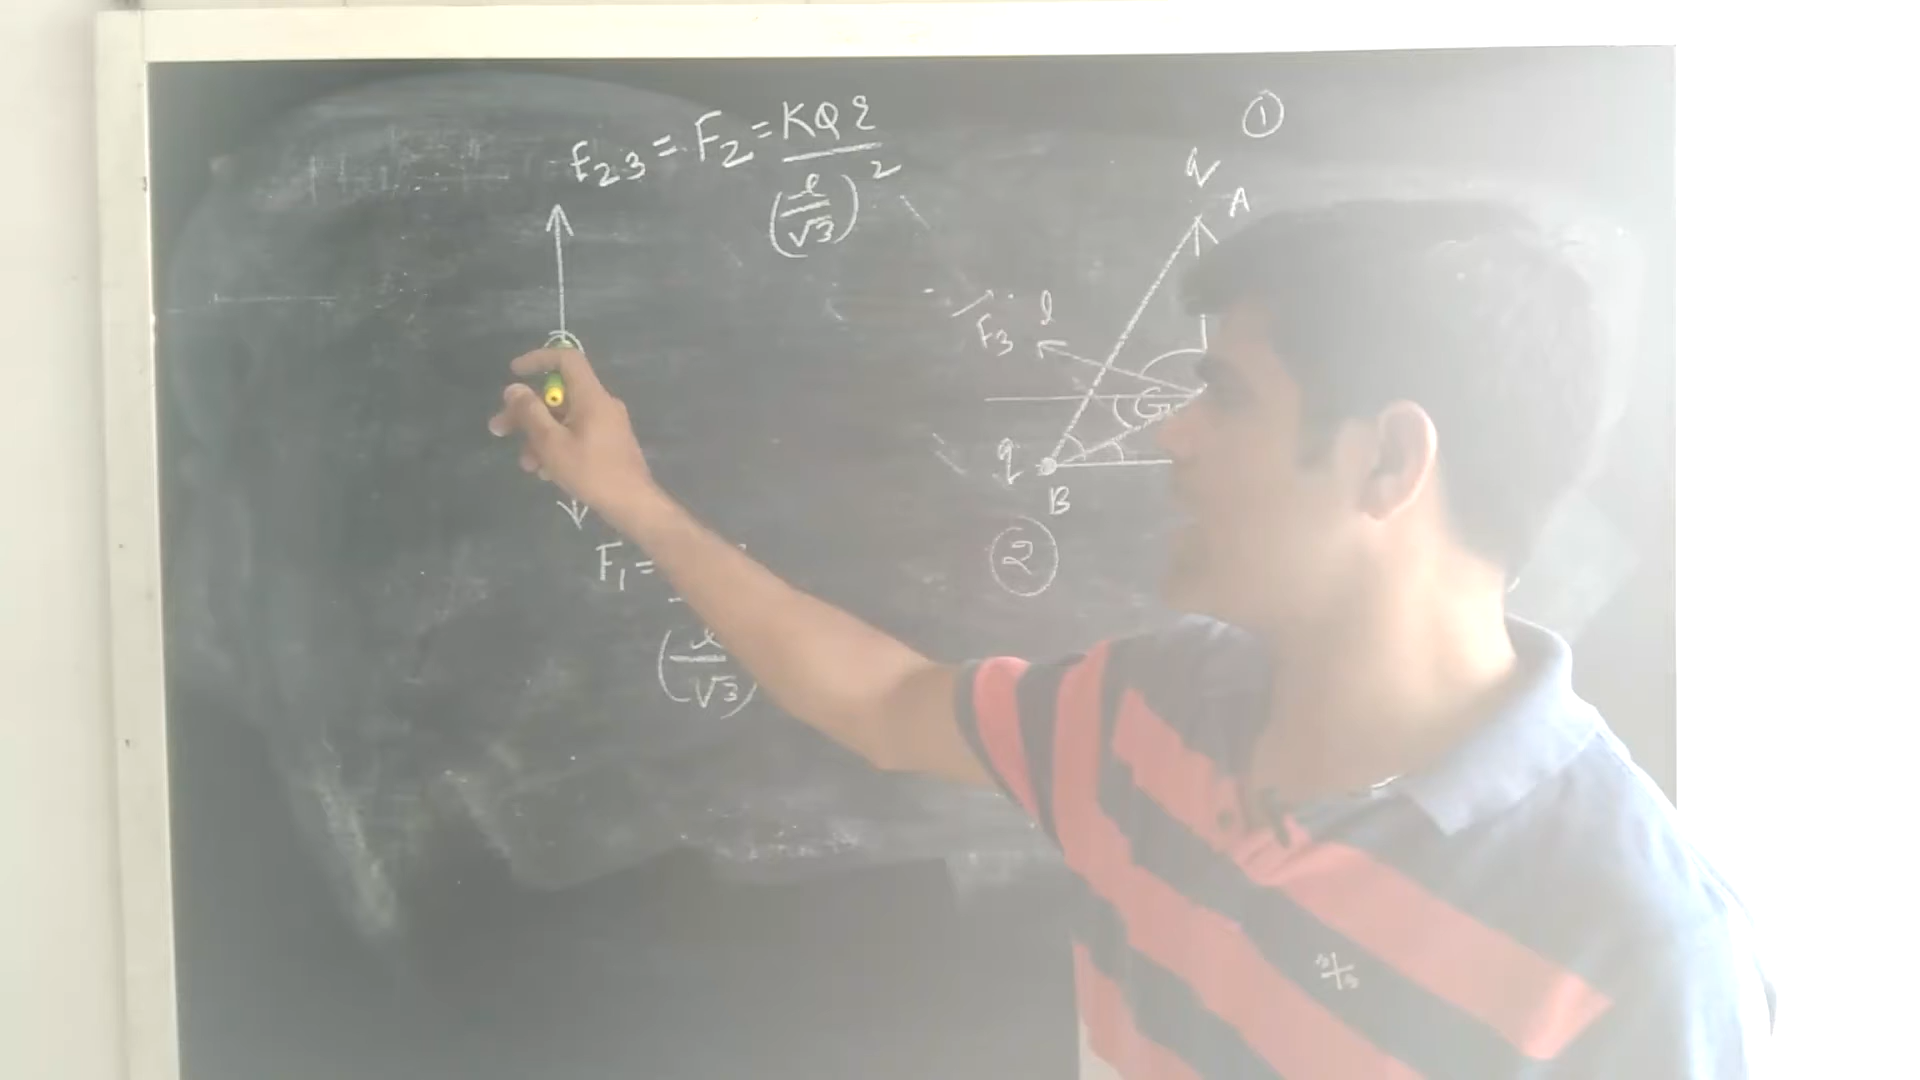 F₂₃ = F₂ = KQq
(l/√3)²
F₁ =
(l/√3)
①
q
A
F₃
l
G
q
B
②